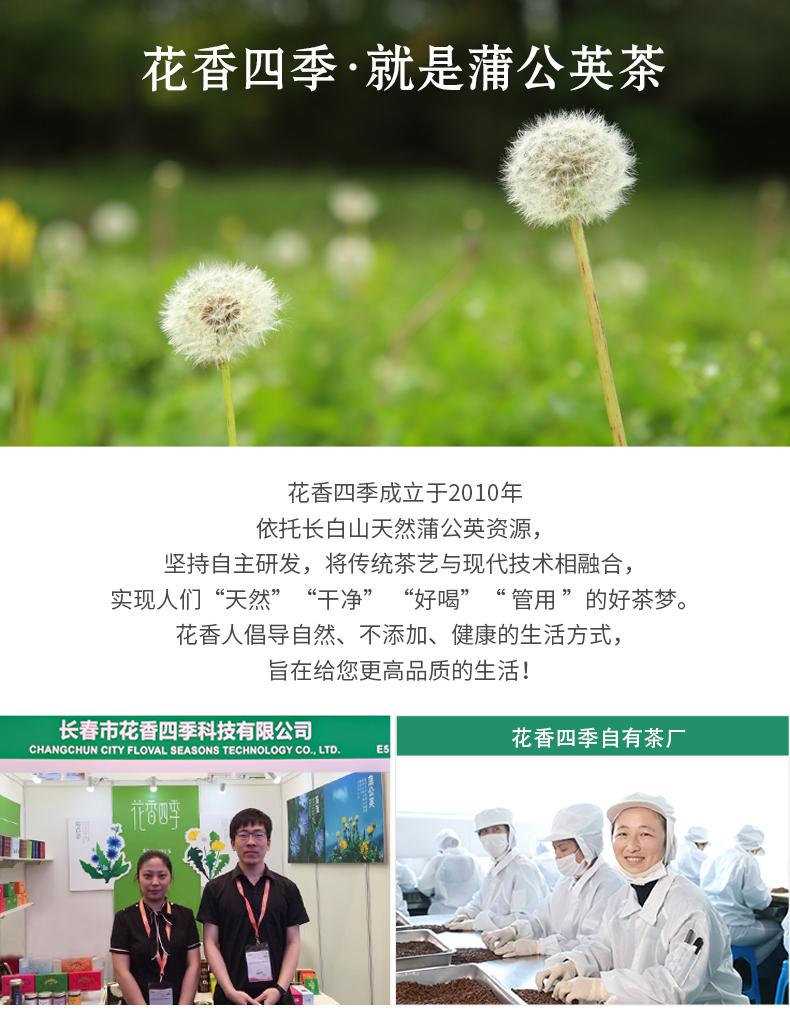 花香四季·就是蒲公英茶
花香四季成立于2010年
依托长白山天然蒲公英资源，
坚持自主研发，将传统茶艺与现代技术相融合，
实现人们“天然”“干净”“好喝”“管用”的好茶梦。
花香人倡导自然、不添加、健康的生活方式，
旨在给您更高品质的生活！
长春市花香四季科技有限公司
CHANGCHUN CITY FLOVAL SEASONS TECHNOLOGY CO., LTD.
E5
花香四季
蒲公英
花香四季自有茶厂